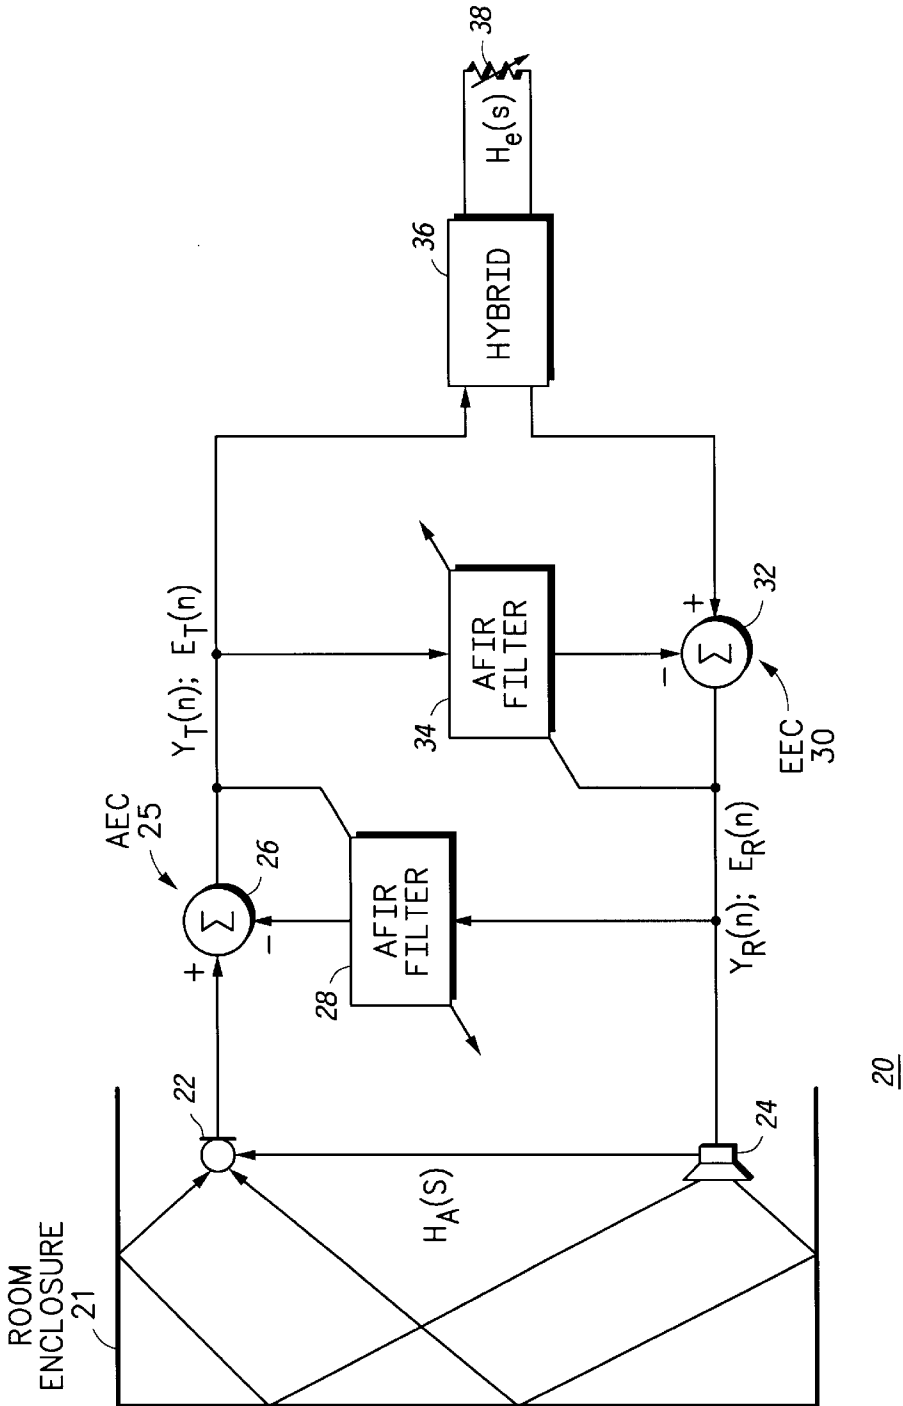 ROOM
ENCLOSURE
21
22
+
Σ
−
26
AEC
25
AFIR
FILTER
28
Y_T(n); E_T(n)
AFIR
FILTER
34
HYBRID
36
H_e(s)
38
H_A(S)
24
Y_R(n); E_R(n)
+
Σ
−
32
EEC
30
20